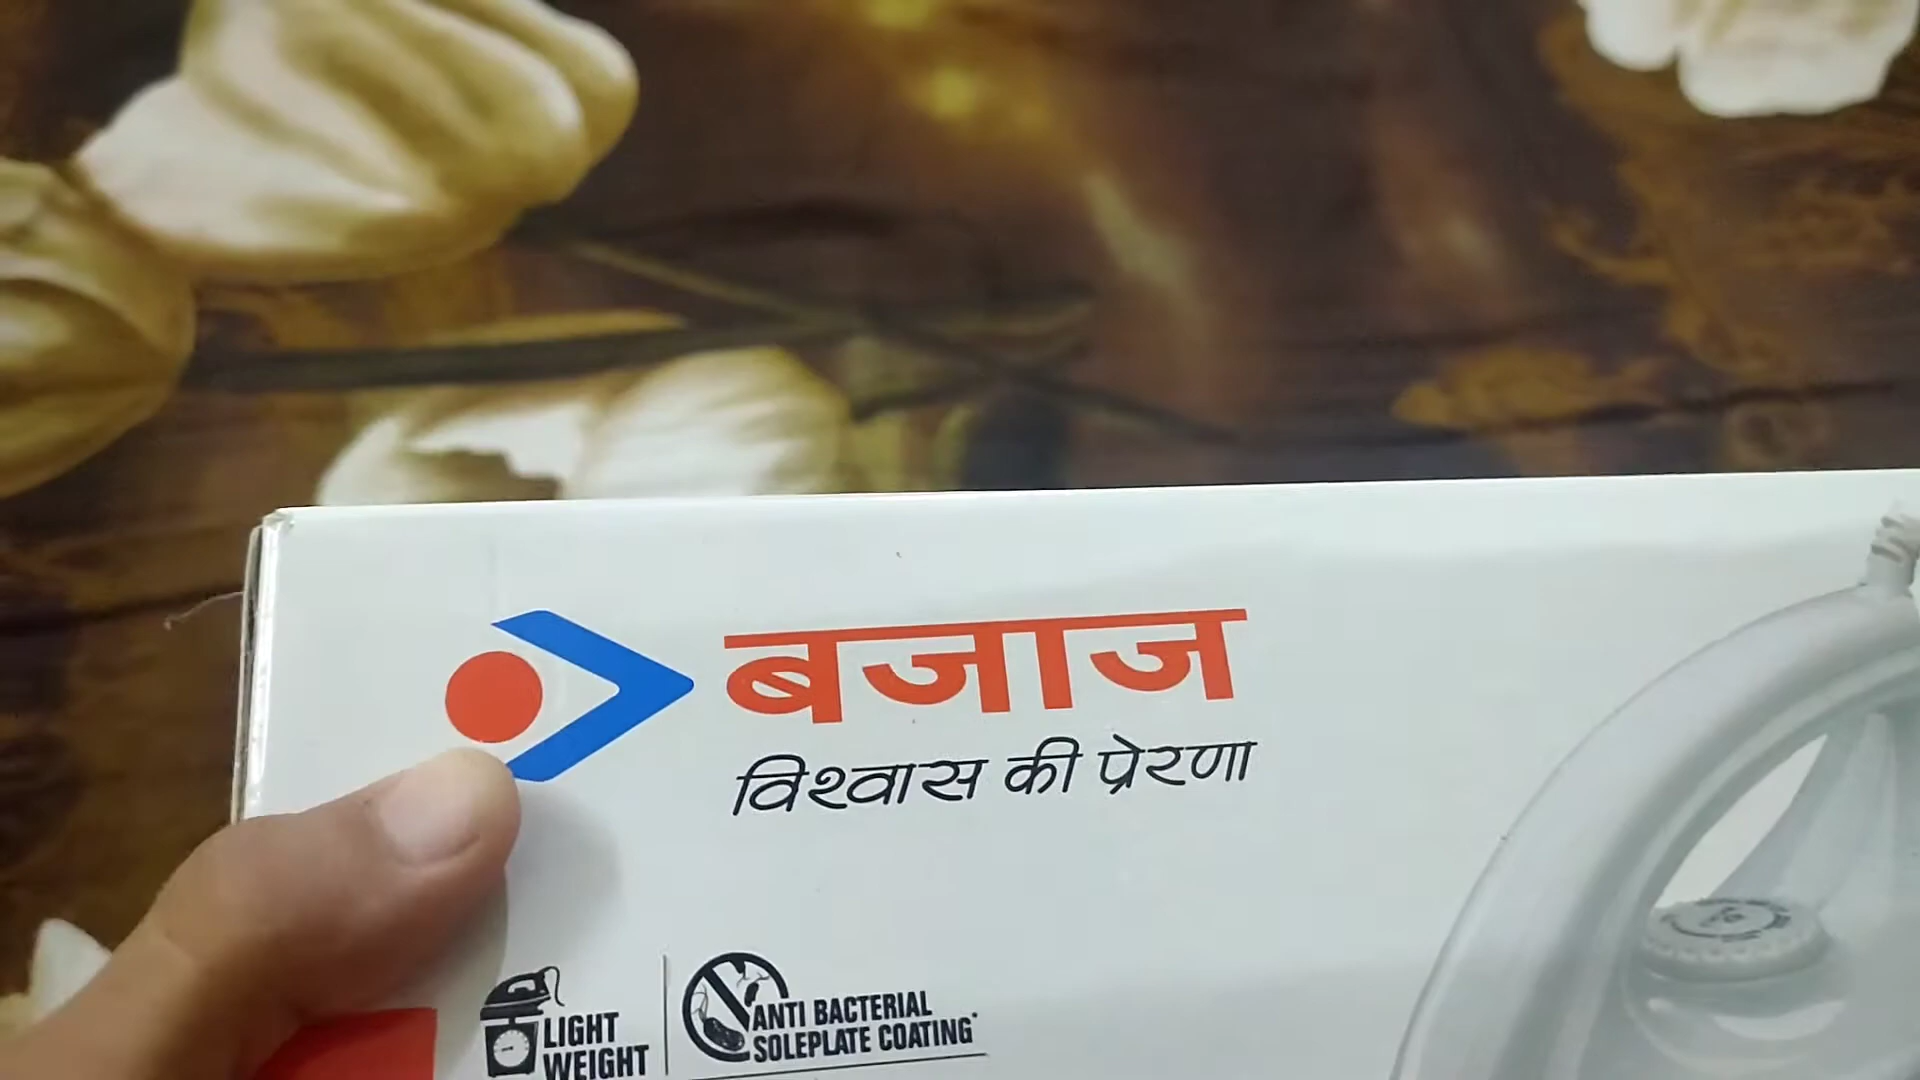 बजाज
विश्वास की प्रेरणा
LIGHT
WEIGHT
ANTI BACTERIAL
SOLEPLATE COATING*